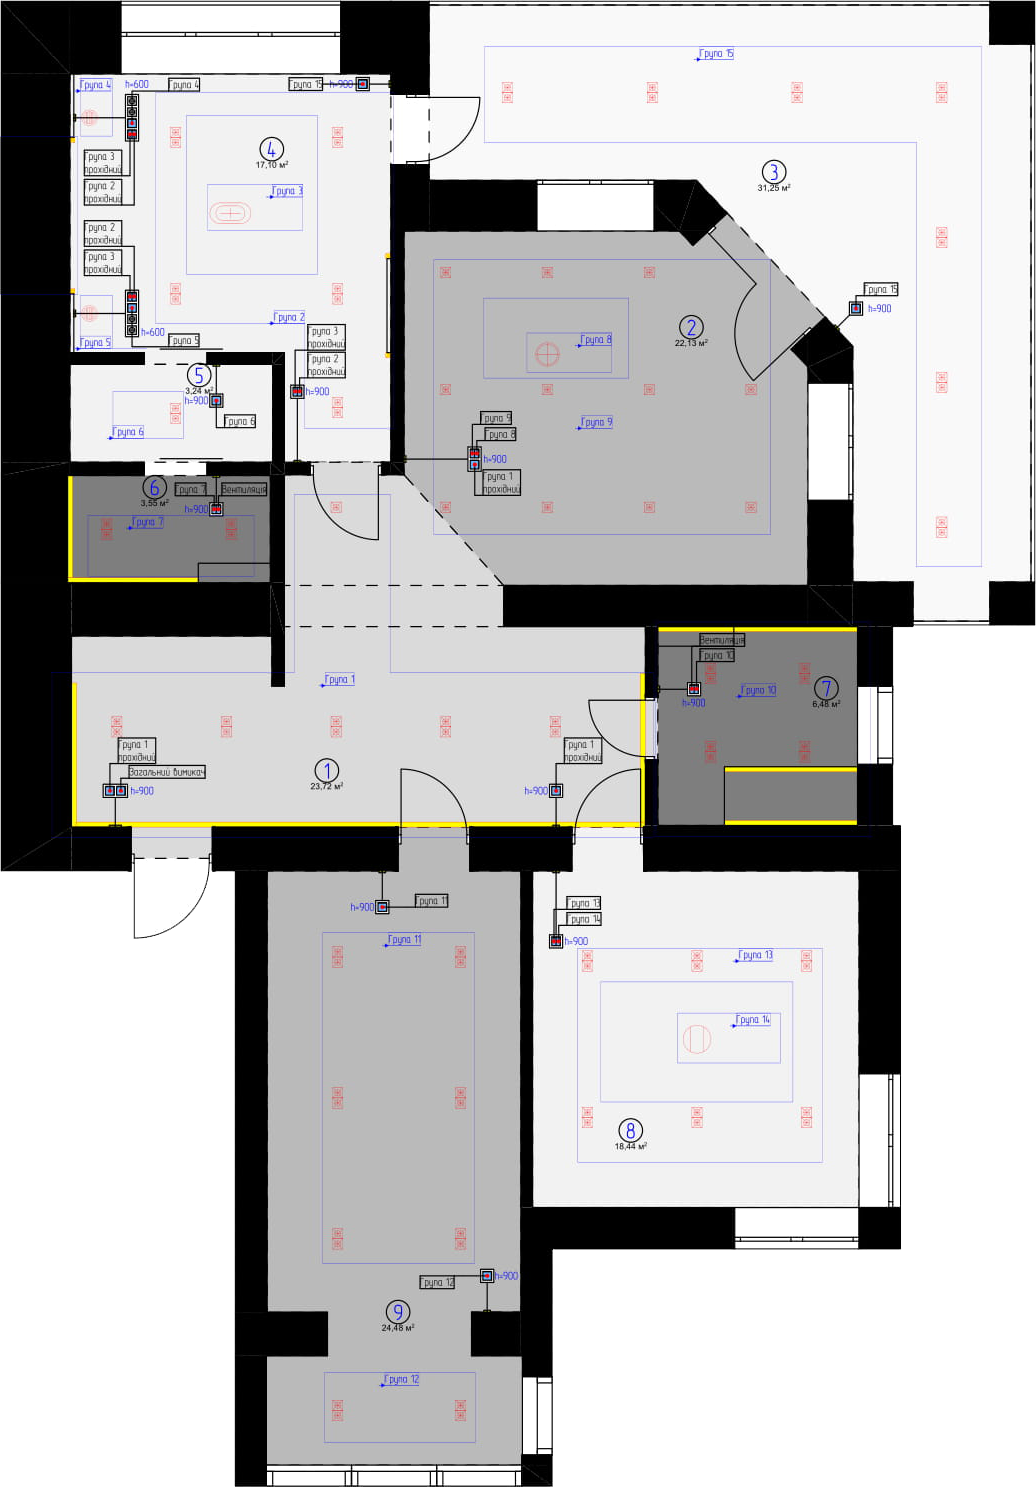 Група 15
Група 4
h=600
Група 4
Група 15
h=900
4
17,10 м²
Група 3
прохідний
Група 2
прохідний
Група 3
3
31,25 м²
Група 2
прохідний
Група 3
прохідний
Група 15
h=900
Група 2
h=600
Група 5
Група 5
Група 3
прохідний
Група 2
прохідний
h=900
2
22,13 м²
Група 8
5
3,24 м²
h=900
Група 6
Група 6
Група 9
Група 8
h=900
Група 1
прохідний
Група 9
6
3,55 м²
Група 7
Вентиляція
h=900
Група 7
Вентиляція
Група 10
h=900
Група 10
7
6,48 м²
Група 1
Група 1
прохідний
Загальний вимикач
h=900
1
23,72 м²
Група 1
прохідний
h=900
Група 11
h=900
Група 11
Група 13
Група 14
h=900
Група 13
Група 14
8
18,44 м²
Група 12
h=900
9
24,48 м²
Група 12